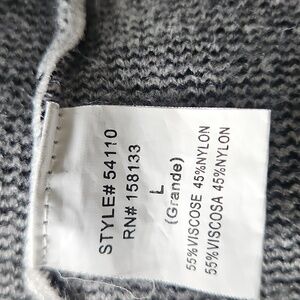 STYLE# 54110
RN# 158133
L
(Grande)
55%VISCOSE 45%NYLON
55%VISCOSA 45%NYLON